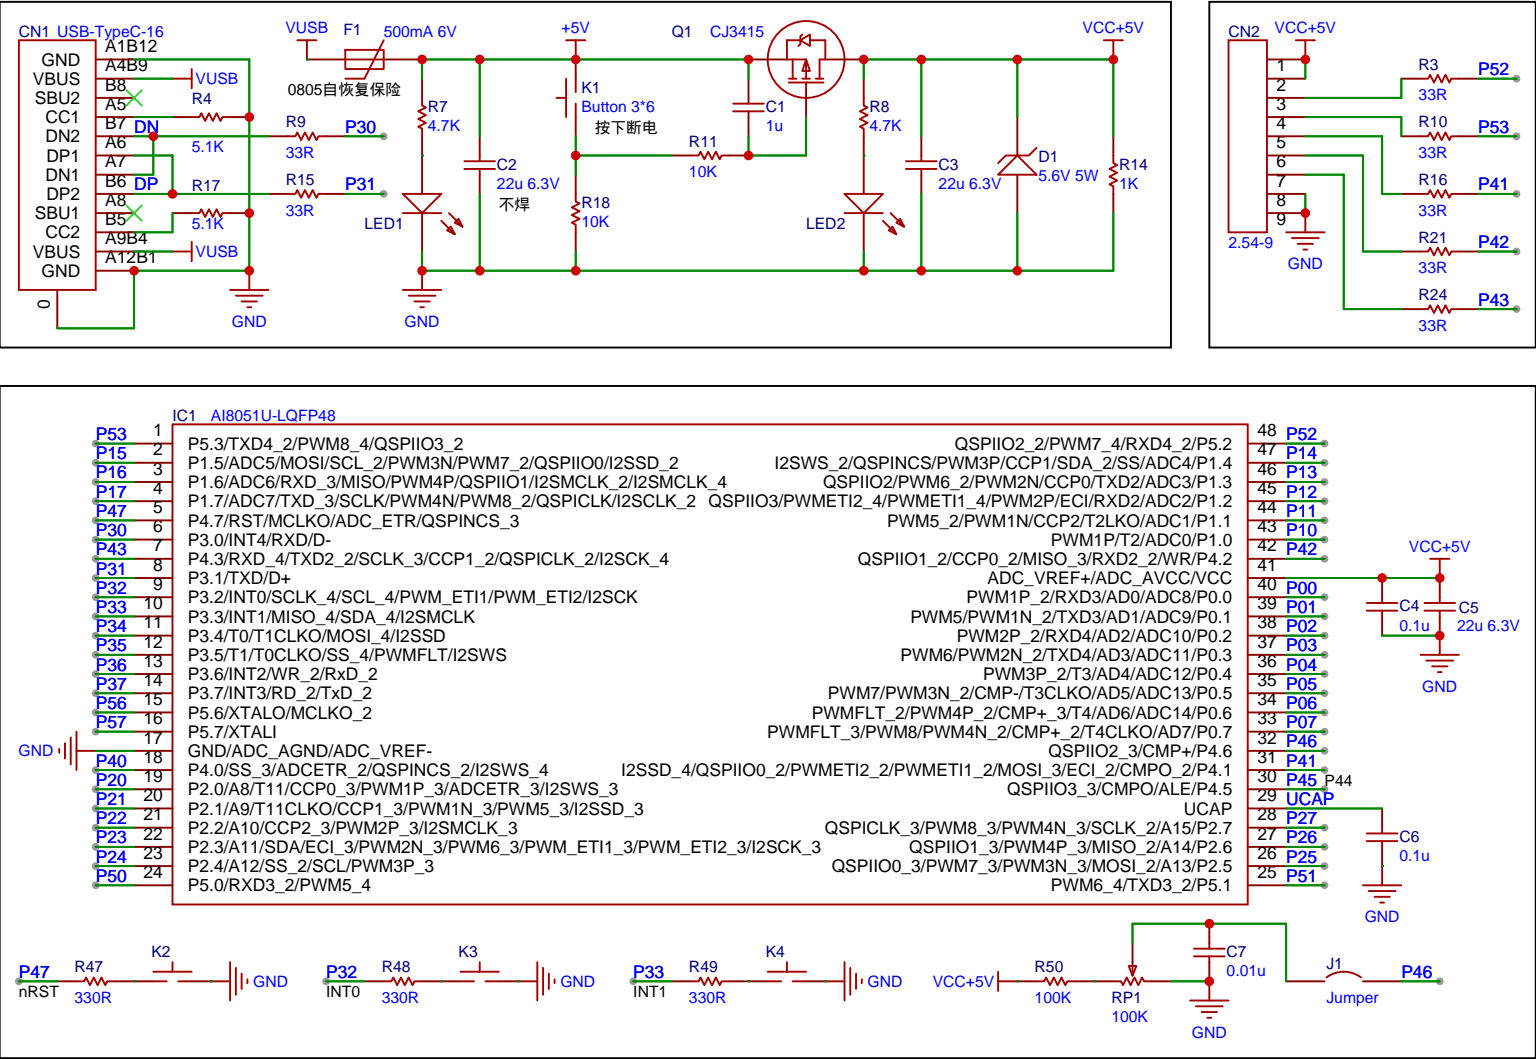 CN1 USB-TypeC-16
GND A1B12
VBUS A4B9 VUSB
SBU2 B8
CC1 A5 R4 5.1K
DN2 B7 DN R9 33R P30
DP1 A6
DN1 A7
DP2 B6 DP R15 33R P31
SBU1 A8 R17
CC2 B5 5.1K
VBUS A9B4 VUSB
GND A12B1
0
GND
VUSB F1 500mA 6V
0805自恢复保险
R7
4.7K
LED1
GND
C2
22u 6.3V
不焊
+5V
K1
Button 3*6
按下断电
R18
10K
R11
10K
C1
1u
Q1 CJ3415
R8
4.7K
LED2
C3
22u 6.3V
D1
5.6V 5W
VCC+5V
R14
1K
CN2 VCC+5V
1
2
3
4
5
6
7
8
9
2.54-9
GND
R3 P52
33R
R10 P53
33R
R16 P41
33R
R21 P42
33R
R24 P43
33R
IC1 AI8051U-LQFP48
P53 1 P5.3/TXD4_2/PWM8_4/QSPIIO3_2
P15 2 P1.5/ADC5/MOSI/SCL_2/PWM3N/PWM7_2/QSPIIO0/I2SSD_2
P16 3 P1.6/ADC6/RXD_3/MISO/PWM4P/QSPIIO1/I2SMCLK_2/I2SMCLK_4
P17 4 P1.7/ADC7/TXD_3/SCLK/PWM4N/PWM8_2/QSPICLK/I2SCLK_2
P47 5 P4.7/RST/MCLKO/ADC_ETR/QSPINCS_3
P30 6 P3.0/INT4/RXD/D-
P43 7 P4.3/RXD_4/TXD2_2/SCLK_3/CCP1_2/QSPICLK_2/I2SCK_4
P31 8 P3.1/TXD/D+
P32 9 P3.2/INT0/SCLK_4/SCL_4/PWM_ETI1/PWM_ETI2/I2SCK
P33 10 P3.3/INT1/MISO_4/SDA_4/I2SMCLK
P34 11 P3.4/T0/T1CLKO/MOSI_4/I2SSD
P35 12 P3.5/T1/T0CLKO/SS_4/PWMFLT/I2SWS
P36 13 P3.6/INT2/WR_2/RxD_2
P37 14 P3.7/INT3/RD_2/TxD_2
P56 15 P5.6/XTALO/MCLKO_2
P57 16 P5.7/XTALI
GND 17 GND/ADC_AGND/ADC_VREF-
P40 18 P4.0/SS_3/ADCETR_2/QSPINCS_2/I2SWS_4
P20 19 P2.0/A8/T11/CCP0_3/PWM1P_3/ADCETR_3/I2SWS_3
P21 20 P2.1/A9/T11CLKO/CCP1_3/PWM1N_3/PWM5_3/I2SSD_3
P22 21 P2.2/A10/CCP2_3/PWM2P_3/I2SMCLK_3
P23 22 P2.3/A11/SDA/ECI_3/PWM2N_3/PWM6_3/PWM_ETI1_3/PWM_ETI2_3/I2SCK_3
P24 23 P2.4/A12/SS_2/SCL/PWM3P_3
P50 24 P5.0/RXD3_2/PWM5_4
QSPIIO2_2/PWM7_4/RXD4_2/P5.2 48 P52
I2SWS_2/QSPINCS/PWM3P/CCP1/SDA_2/SS/ADC4/P1.4 47 P14
QSPIIO2/PWM6_2/PWM2N/CCP0/TXD2/ADC3/P1.3 46 P13
QSPIIO3/PWMETI2_4/PWMETI1_4/PWM2P/ECI/RXD2/ADC2/P1.2 45 P12
PWM5_2/PWM1N/CCP2/T2LKO/ADC1/P1.1 44 P11
PWM1P/T2/ADC0/P1.0 43 P10
QSPIIO1_2/CCP0_2/MISO_3/RXD2_2/WR/P4.2 42 P42
ADC_VREF+/ADC_AVCC/VCC 41
PWM1P_2/RXD3/AD0/ADC8/P0.0 40 P00
PWM5/PWM1N_2/TXD3/AD1/ADC9/P0.1 39 P01
PWM2P_2/RXD4/AD2/ADC10/P0.2 38 P02
PWM6/PWM2N_2/TXD4/AD3/ADC11/P0.3 37 P03
PWM3P_2/T3/AD4/ADC12/P0.4 36 P04
PWM7/PWM3N_2/CMP-/T3CLKO/AD5/ADC13/P0.5 35 P05
PWMFLT_2/PWM4P_2/CMP+_3/T4/AD6/ADC14/P0.6 34 P06
PWMFLT_3/PWM8/PWM4N_2/CMP+_2/T4CLKO/AD7/P0.7 33 P07
QSPIIO2_3/CMP+/P4.6 32 P46
I2SSD_4/QSPIIO0_2/PWMETI2_2/PWMETI1_2/MOSI_3/ECI_2/CMPO_2/P4.1 31 P41
QSPIIO3_3/CMPO/ALE/P4.5 30 P45 P44
UCAP 29 UCAP
QSPICLK_3/PWM8_3/PWM4N_3/SCLK_2/A15/P2.7 28 P27
QSPIIO1_3/PWM4P_3/MISO_2/A14/P2.6 27 P26
QSPIIO0_3/PWM7_3/PWM3N_3/MOSI_2/A13/P2.5 26 P25
PWM6_4/TXD3_2/P5.1 25 P51
VCC+5V
C4
0.1u
C5
22u 6.3V
GND
C6
0.1u
GND
P47 R47 K2 GND
nRST 330R
P32 R48 K3 GND
INT0 330R
P33 R49 K4 GND
INT1 330R
VCC+5V R50
100K
RP1
100K
C7
0.01u
GND
J1 P46
Jumper